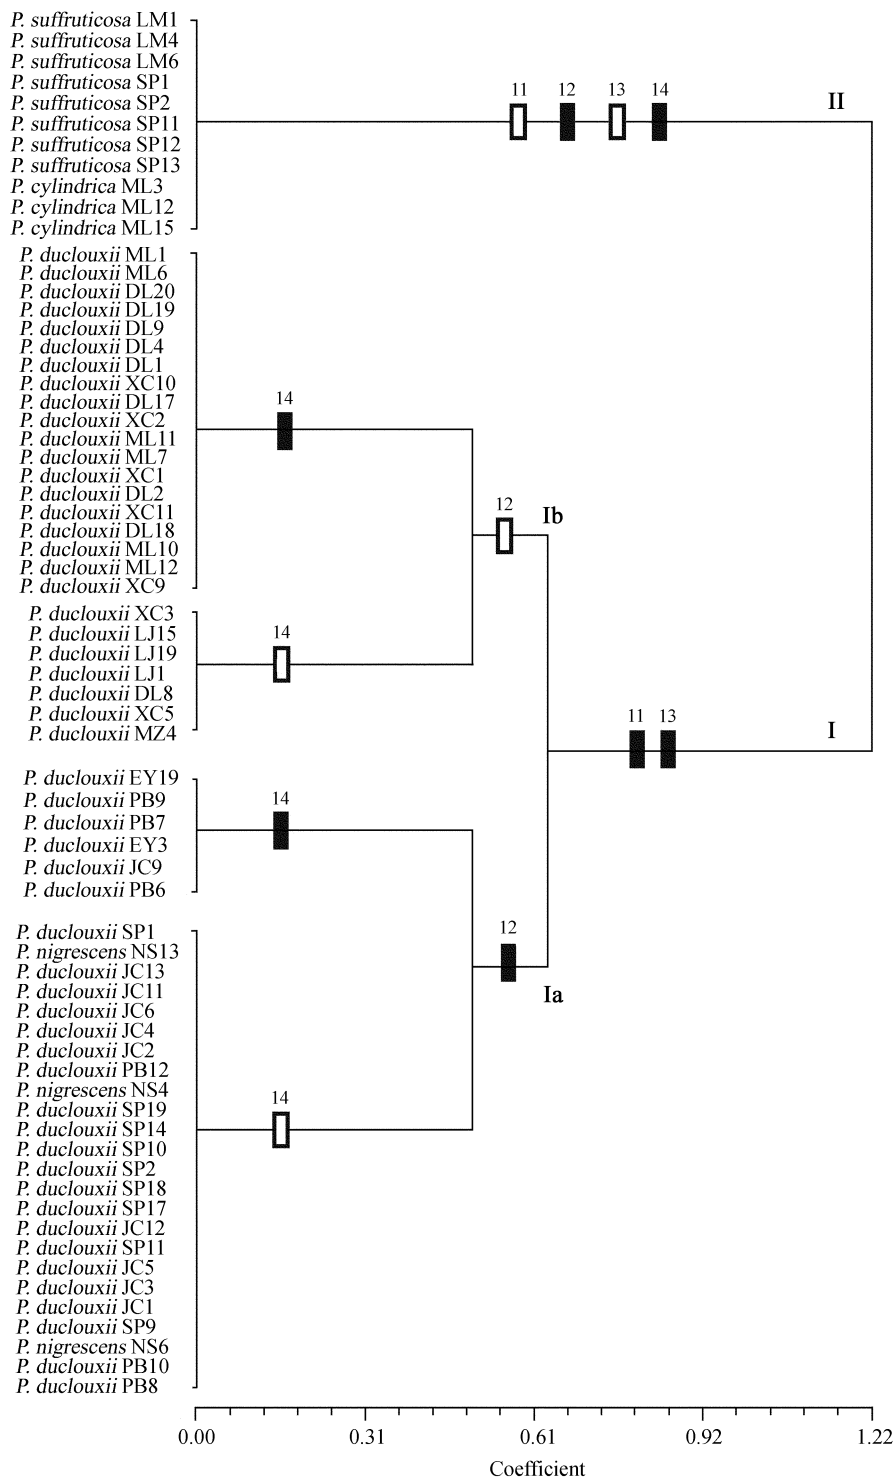 P. suffruticosa LM1
P. suffruticosa LM4
P. suffruticosa LM6
P. suffruticosa SP1
P. suffruticosa SP2
P. suffruticosa SP11
P. suffruticosa SP12
P. suffruticosa SP13
P. cylindrica ML3
P. cylindrica ML12
P. cylindrica ML15
11 12 13 14
II
P. duclouxii ML1
P. duclouxii ML6
P. duclouxii DL20
P. duclouxii DL19
P. duclouxii DL9
P. duclouxii DL4
P. duclouxii DL1
P. duclouxii XC10
P. duclouxii DL17
P. duclouxii XC2
P. duclouxii ML11
P. duclouxii ML7
P. duclouxii XC1
P. duclouxii DL2
P. duclouxii XC11
P. duclouxii DL18
P. duclouxii ML10
P. duclouxii ML12
P. duclouxii XC9
14
12
Ib
P. duclouxii XC3
P. duclouxii LJ15
P. duclouxii LJ19
P. duclouxii LJ1
P. duclouxii DL8
P. duclouxii XC5
P. duclouxii MZ4
14
11 13
I
P. duclouxii EY19
P. duclouxii PB9
P. duclouxii PB7
P. duclouxii EY3
P. duclouxii JC9
P. duclouxii PB6
14
12
Ia
P. duclouxii SP1
P. nigrescens NS13
P. duclouxii JC13
P. duclouxii JC11
P. duclouxii JC6
P. duclouxii JC4
P. duclouxii JC2
P. duclouxii PB12
P. nigrescens NS4
P. duclouxii SP19
P. duclouxii SP14
P. duclouxii SP10
P. duclouxii SP2
P. duclouxii SP18
P. duclouxii SP17
P. duclouxii JC12
P. duclouxii SP11
P. duclouxii JC5
P. duclouxii JC3
P. duclouxii JC1
P. duclouxii SP9
P. nigrescens NS6
P. duclouxii PB10
P. duclouxii PB8
14
0.00 0.31 0.61 0.92 1.22
Coefficient